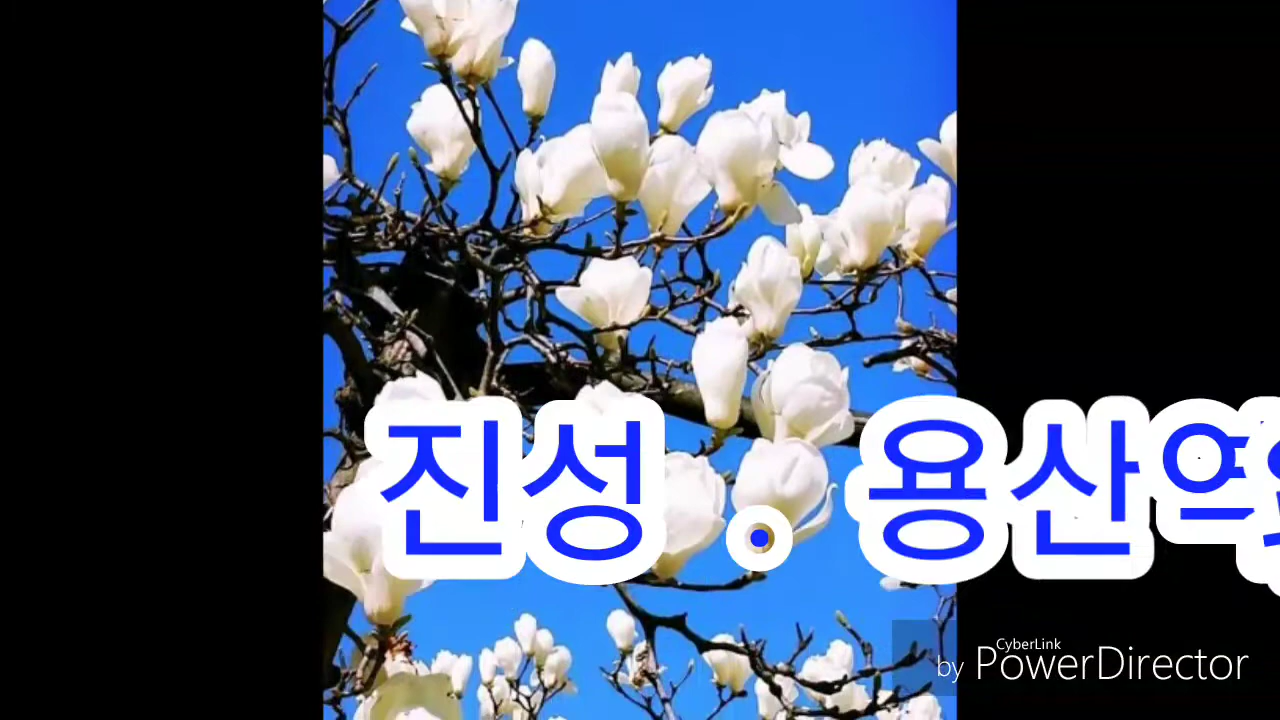 진성 . 용산역
CyberLink
by PowerDirector